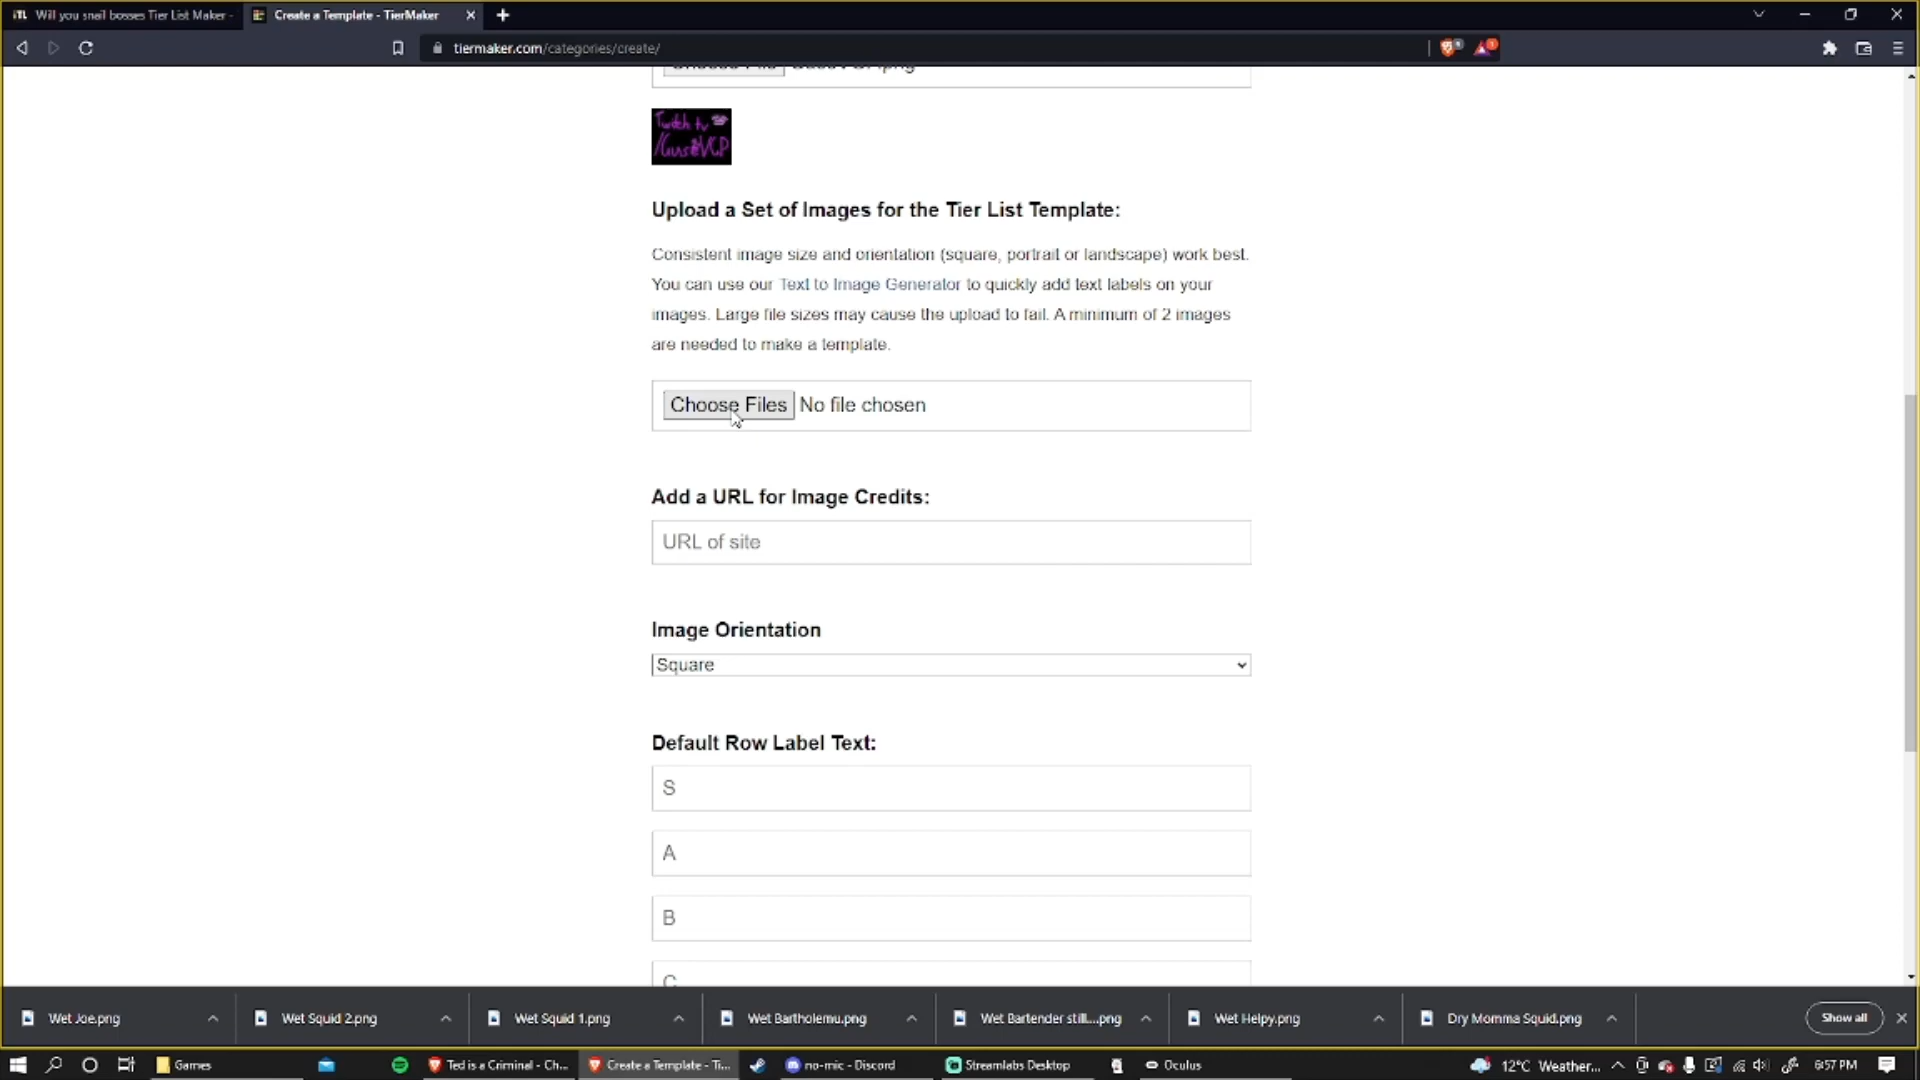 Will you snail bosses Tier List Maker -
Create a Template - TierMaker
tiermaker.com/categories/create/
Twitch tv
Upload a Set of Images for the Tier List Template:
Consistent image size and orientation (square, portrait or landscape) work best.
You can use our Text to Image Generator to quickly add text labels on your
images. Large file sizes may cause the upload to fail. A minimum of 2 images
are needed to make a template.
Choose Files No file chosen
Add a URL for Image Credits:
URL of site
Image Orientation
Square
Default Row Label Text:
S
A
B
C
Wet Joe.png
Wet Squid 2.png
Wet Squid 1.png
Wet Bartholemu.png
Wet Bartender still....png
Wet Helpy.png
Dry Momma Squid.png
Show all
Games
Ted is a Criminal - Ch...
Create a Template - Ti...
no-mic - Discord
Streamlabs Desktop
Oculus
12°C Weather...
6:57 PM